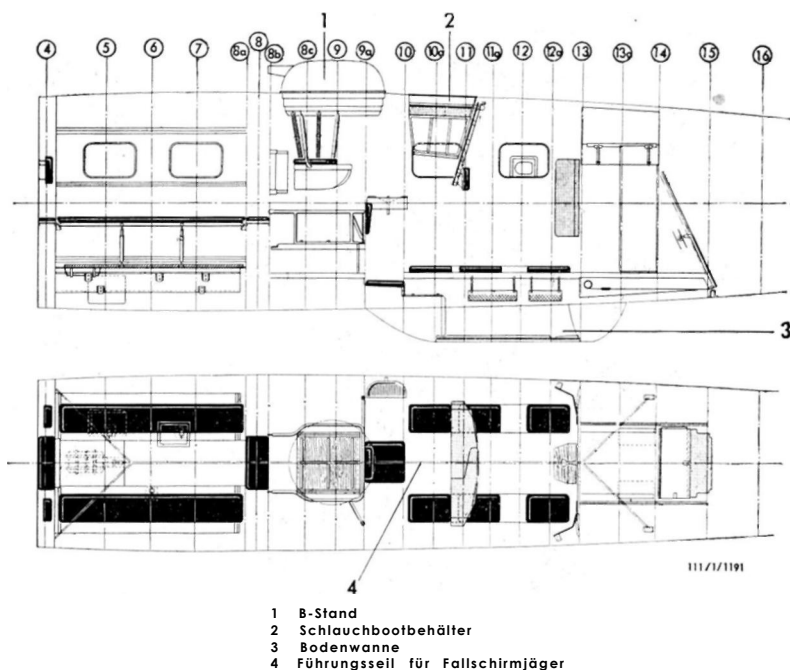 1 2
4 5 6 7 8a 8 8b 8c 9 9a 10 10a 11 11a 12 12a 13 13a 14 15 16
3
111/1/1191
4
1 B-Stand
2 Schlauchbootbehälter
3 Bodenwanne
4 Führungsseil für Fallschirmjäger